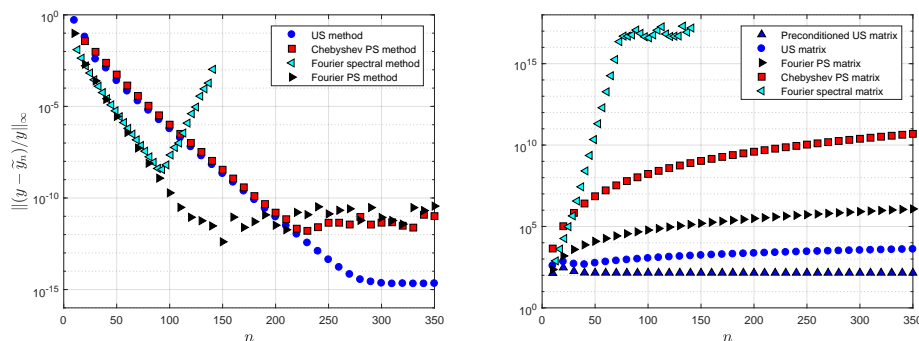 10^0
10^-5
10^-10
10^-15
‖(y − ỹ_n)/y‖_∞
0 50 100 150 200 250 300 350
n
US method
Chebyshev PS method
Fourier spectral method
Fourier PS method
10^15
10^10
10^5
10^0
0 50 100 150 200 250 300 350
n
Preconditioned US matrix
US matrix
Fourier PS matrix
Chebyshev PS matrix
Fourier spectral matrix